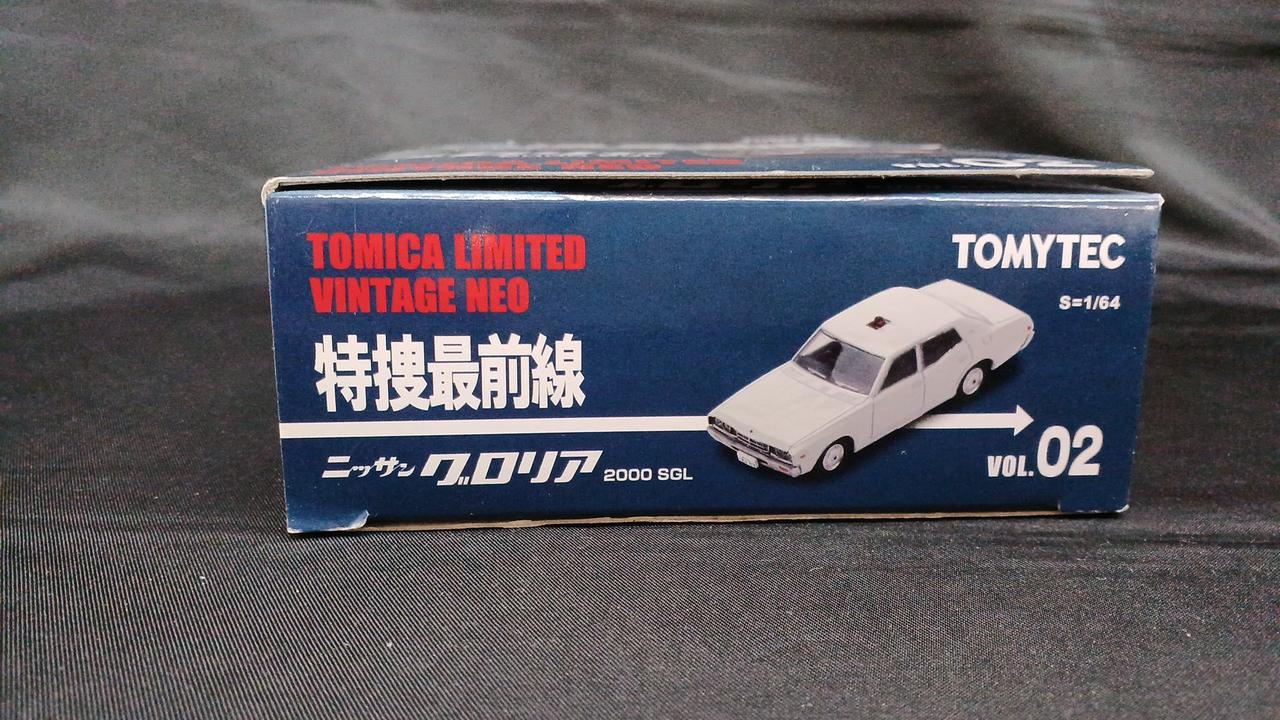 TOMICA LIMITED
VINTAGE NEO
特捜最前線
ニッサン グロリア 2000 SGL
TOMYTEC
S=1/64
VOL.02